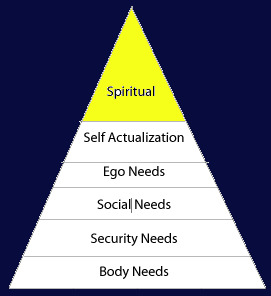 Spiritual
Self Actualization
Ego Needs
Social Needs
Security Needs
Body Needs